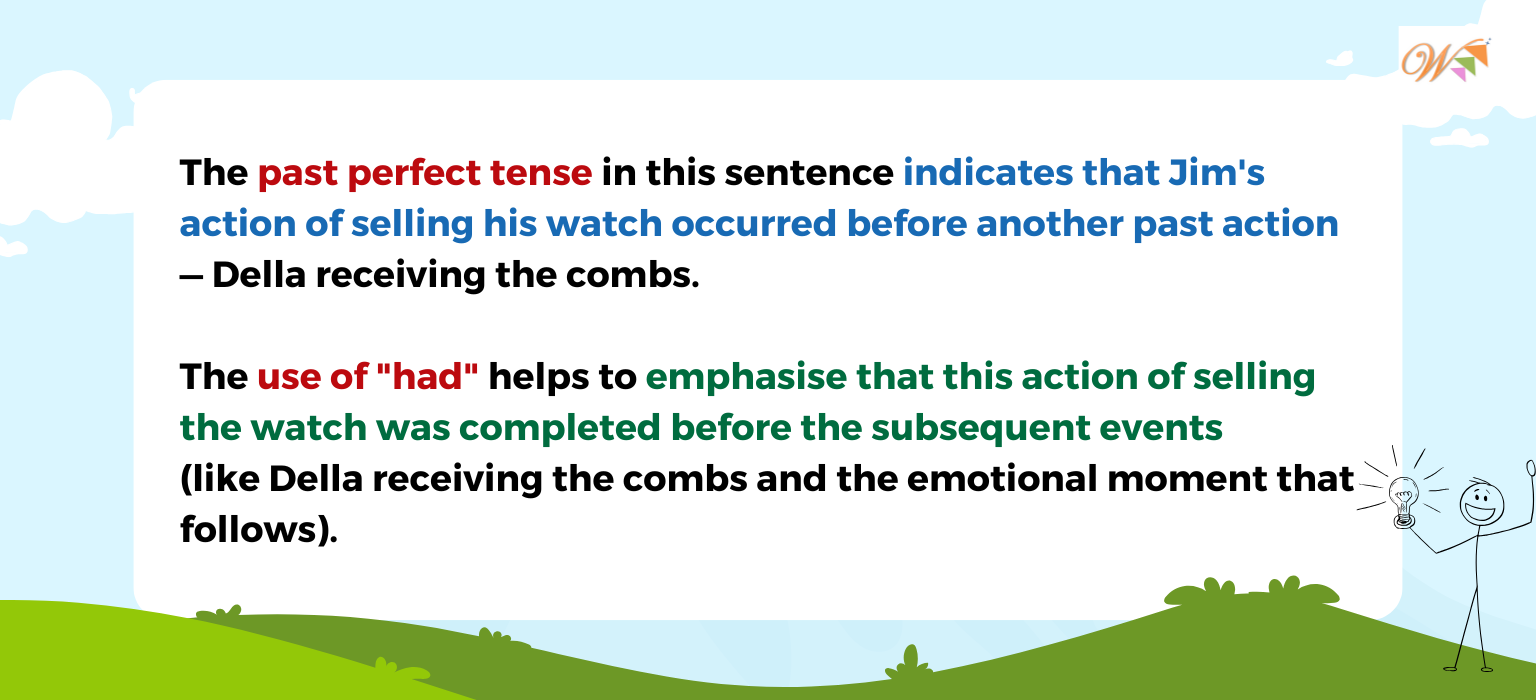 W
The past perfect tense in this sentence indicates that Jim's
action of selling his watch occurred before another past action
– Della receiving the combs.
The use of "had" helps to emphasise that this action of selling
the watch was completed before the subsequent events
(like Della receiving the combs and the emotional moment that
follows).